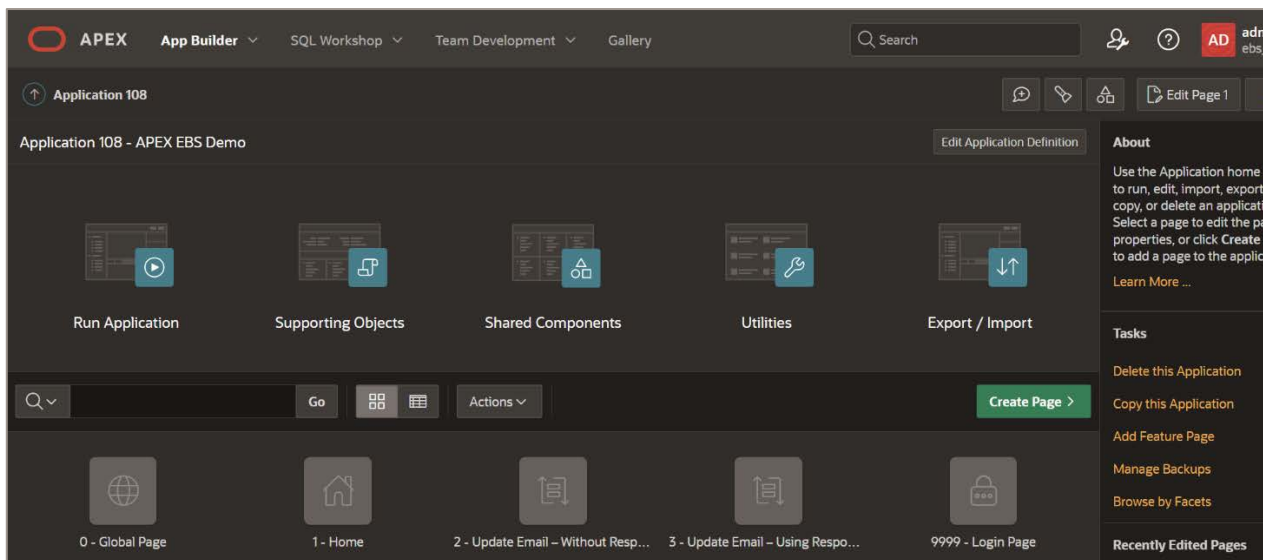 APEX
App Builder
SQL Workshop
Team Development
Gallery
Search
AD
ebs
Application 108
Edit Page 1
Application 108 - APEX EBS Demo
Edit Application Definition
Run Application
Supporting Objects
Shared Components
Utilities
Export / Import
Go
Actions
Create Page
0 - Global Page
1 - Home
2 - Update Email – Without Resp...
3 - Update Email – Using Respo...
9999 - Login Page
About
Use the Application home
to run, edit, import, export
copy, or delete an
Select a page to edit the
properties, or click Create
to add a page to the
Learn More ...
Tasks
Delete this Application
Copy this Application
Add Feature Page
Manage Backups
Browse by Facets
Recently Edited Pages